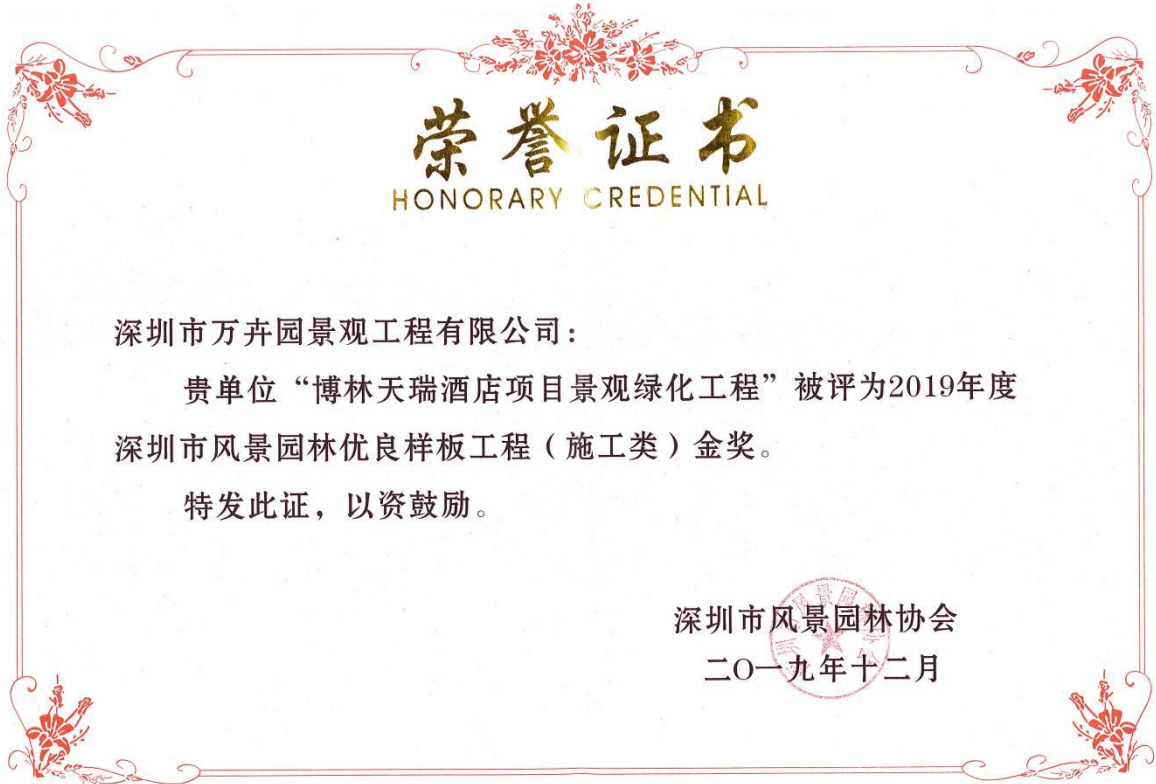 荣誉证书
HONORARY CREDENTIAL
深圳市万卉园景观工程有限公司：
贵单位“博林天瑞酒店项目景观绿化工程”被评为2019年度
深圳市风景园林优良样板工程（施工类）金奖。
特发此证，以资鼓励。
深圳市风景园林协会
二O一九年十二月